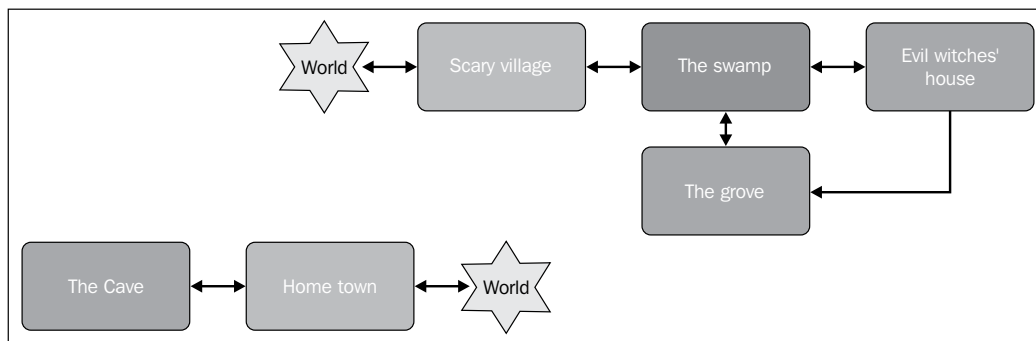 World
Scary village
The swamp
Evil witches'
house
The grove
The Cave
Home town
World